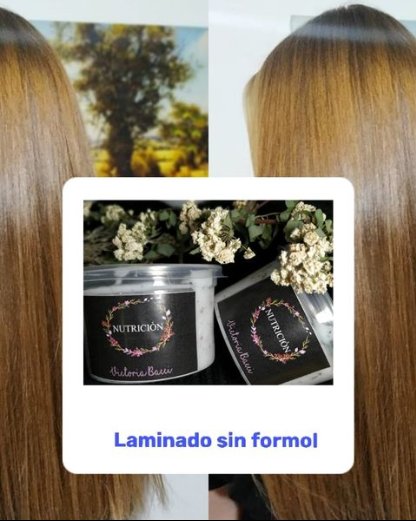 NUTRICIÓN
Victoria Bacci
NUTRICIÓN
Victoria Bacci
Laminado sin formol